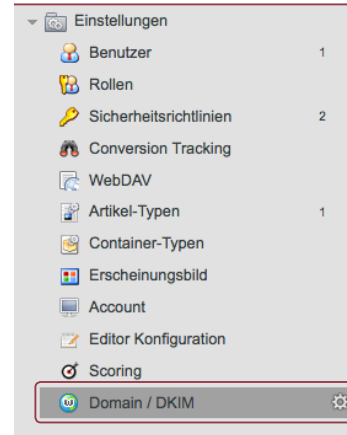 Einstellungen
Benutzer 1
Rollen
Sicherheitsrichtlinien 2
Conversion Tracking
WebDAV
Artikel-Typen 1
Container-Typen
Erscheinungsbild
Account
Editor Konfiguration
Scoring
Domain / DKIM